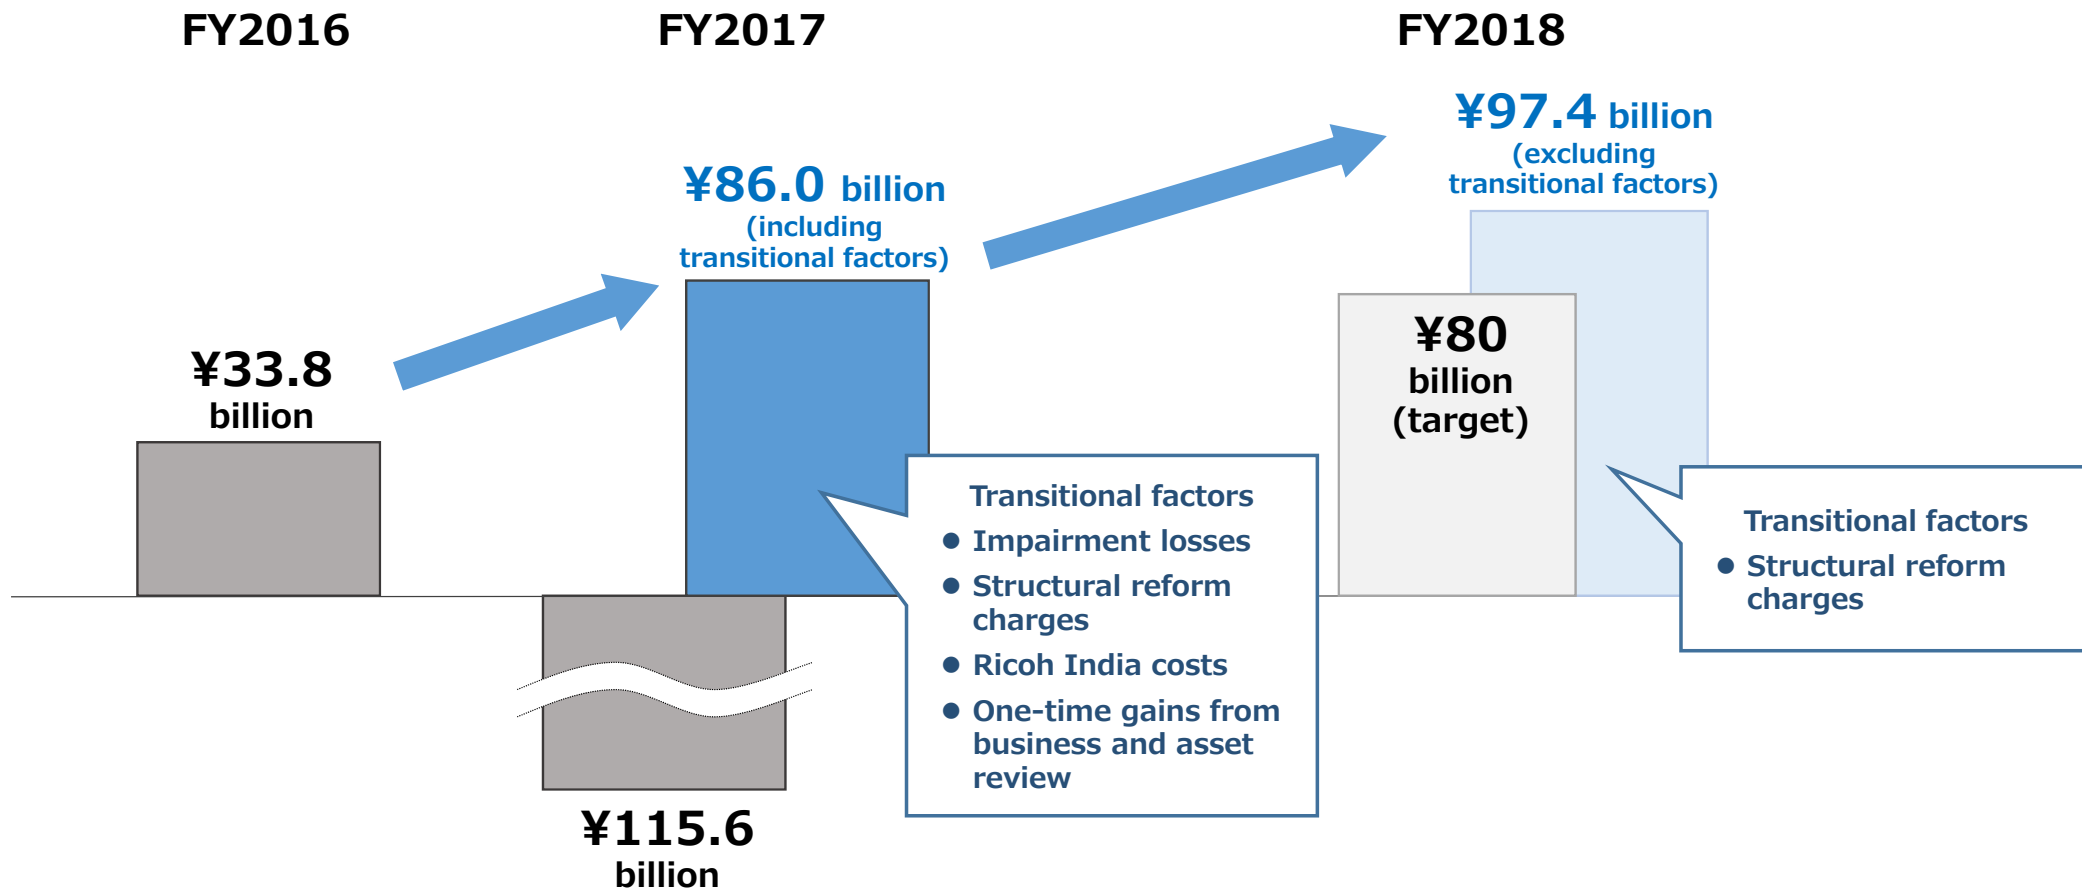 FY2016
FY2017
FY2018
¥33.8
billion
¥86.0 billion
(including
transitional factors)
¥115.6
billion
Transitional factors
● Impairment losses
● Structural reform
charges
● Ricoh India costs
● One-time gains from
business and asset
review
¥97.4 billion
(excluding
transitional factors)
¥80
billion
(target)
Transitional factors
● Structural reform
charges